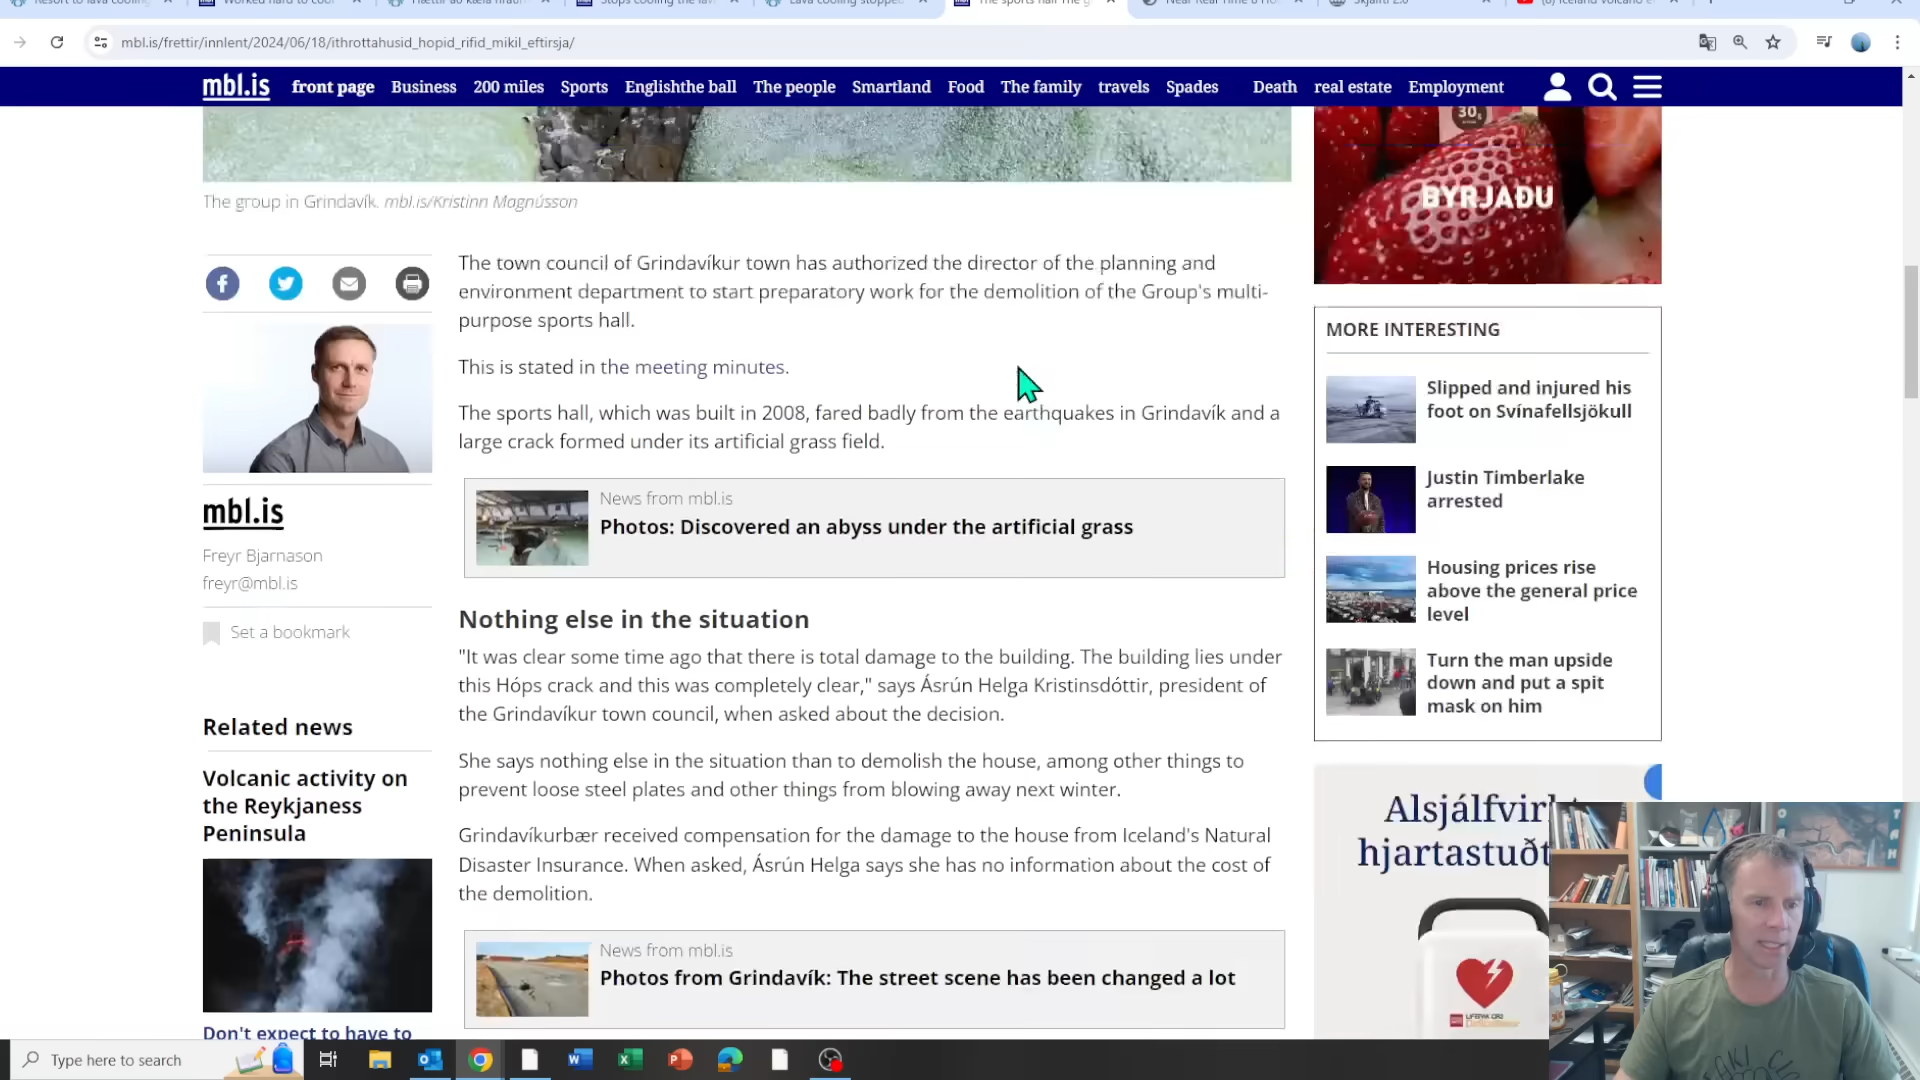 mbl.is/frettir/innlent/2024/06/18/ithrottahusid_hopid_rifid_mikil_eftirsja/
mbl.is front page Business 200 miles Sports Englishthe ball The people Smartland Food The family travels Spades Death real estate Employment
The group in Grindavík. mbl.is/Kristinn Magnússon
30
BYRJAÐU
The town council of Grindavíkur town has authorized the director of the planning and
environment department to start preparatory work for the demolition of the Group's multi-
purpose sports hall.
This is stated in the meeting minutes.
The sports hall, which was built in 2008, fared badly from the earthquakes in Grindavík and a
large crack formed under its artificial grass field.
News from mbl.is
Photos: Discovered an abyss under the artificial grass
Nothing else in the situation
"It was clear some time ago that there is total damage to the building. The building lies under
this Hóps crack and this was completely clear," says Ásrún Helga Kristinsdóttir, president of
the Grindavíkur town council, when asked about the decision.
She says nothing else in the situation than to demolish the house, among other things to
prevent loose steel plates and other things from blowing away next winter.
Grindavíkurbær received compensation for the damage to the house from Iceland's Natural
Disaster Insurance. When asked, Ásrún Helga says she has no information about the cost of
the demolition.
News from mbl.is
Photos from Grindavík: The street scene has been changed a lot
mbl.is
Freyr Bjarnason
freyr@mbl.is
Set a bookmark
Related news
Volcanic activity on
the Reykjaness
Peninsula
Don't expect to have to
MORE INTERESTING
Slipped and injured his
foot on Svínafellsjökull
Justin Timberlake
arrested
Housing prices rise
above the general price
level
Turn the man upside
down and put a spit
mask on him
Alsjálfvirkt
hjartastuðt
Type here to search